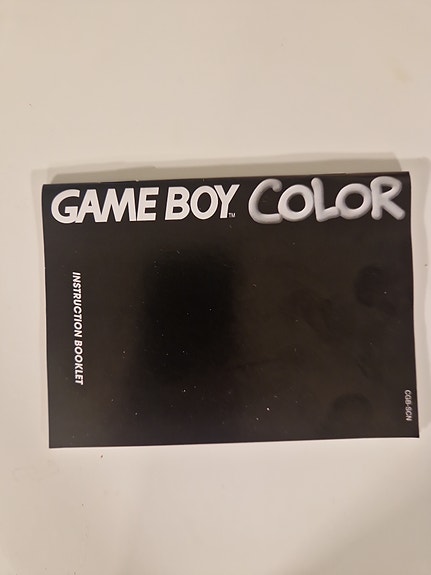 GAME BOY™ COLOR
INSTRUCTION BOOKLET
CGB-SCN